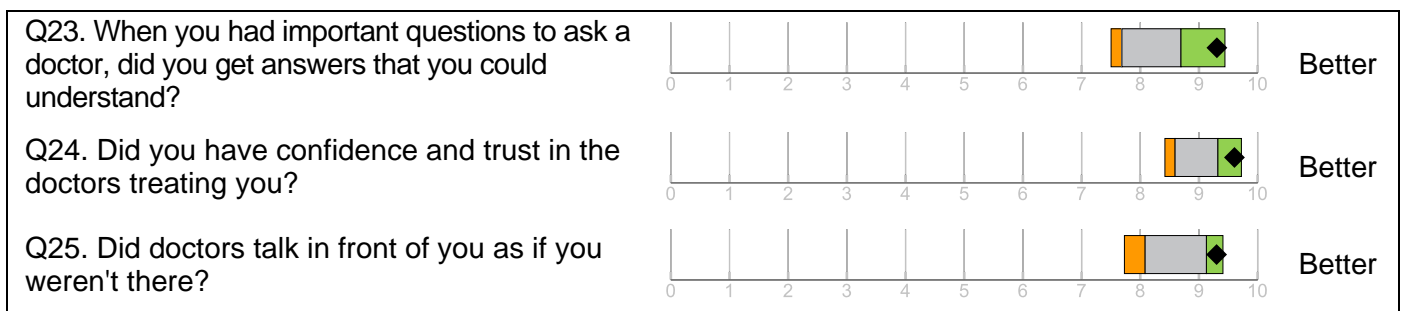 Q23. When you had important questions to ask a
doctor, did you get answers that you could
understand?
0 1 2 3 4 5 6 7 8 9 10
Better
Q24. Did you have confidence and trust in the
doctors treating you?
0 1 2 3 4 5 6 7 8 9 10
Better
Q25. Did doctors talk in front of you as if you
weren't there?
0 1 2 3 4 5 6 7 8 9 10
Better